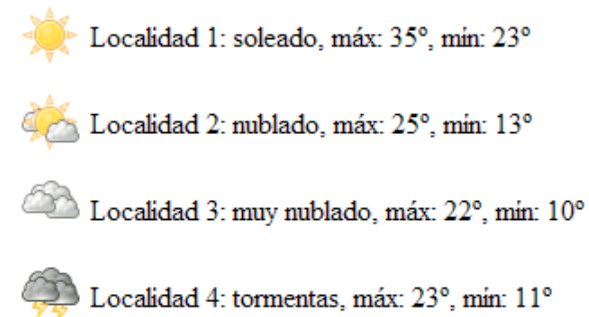 Localidad 1: soleado, máx: 35º, mín: 23º
Localidad 2: nublado, máx: 25º, mín: 13º
Localidad 3: muy nublado, máx: 22º, mín: 10º
Localidad 4: tormentas, máx: 23º, mín: 11º